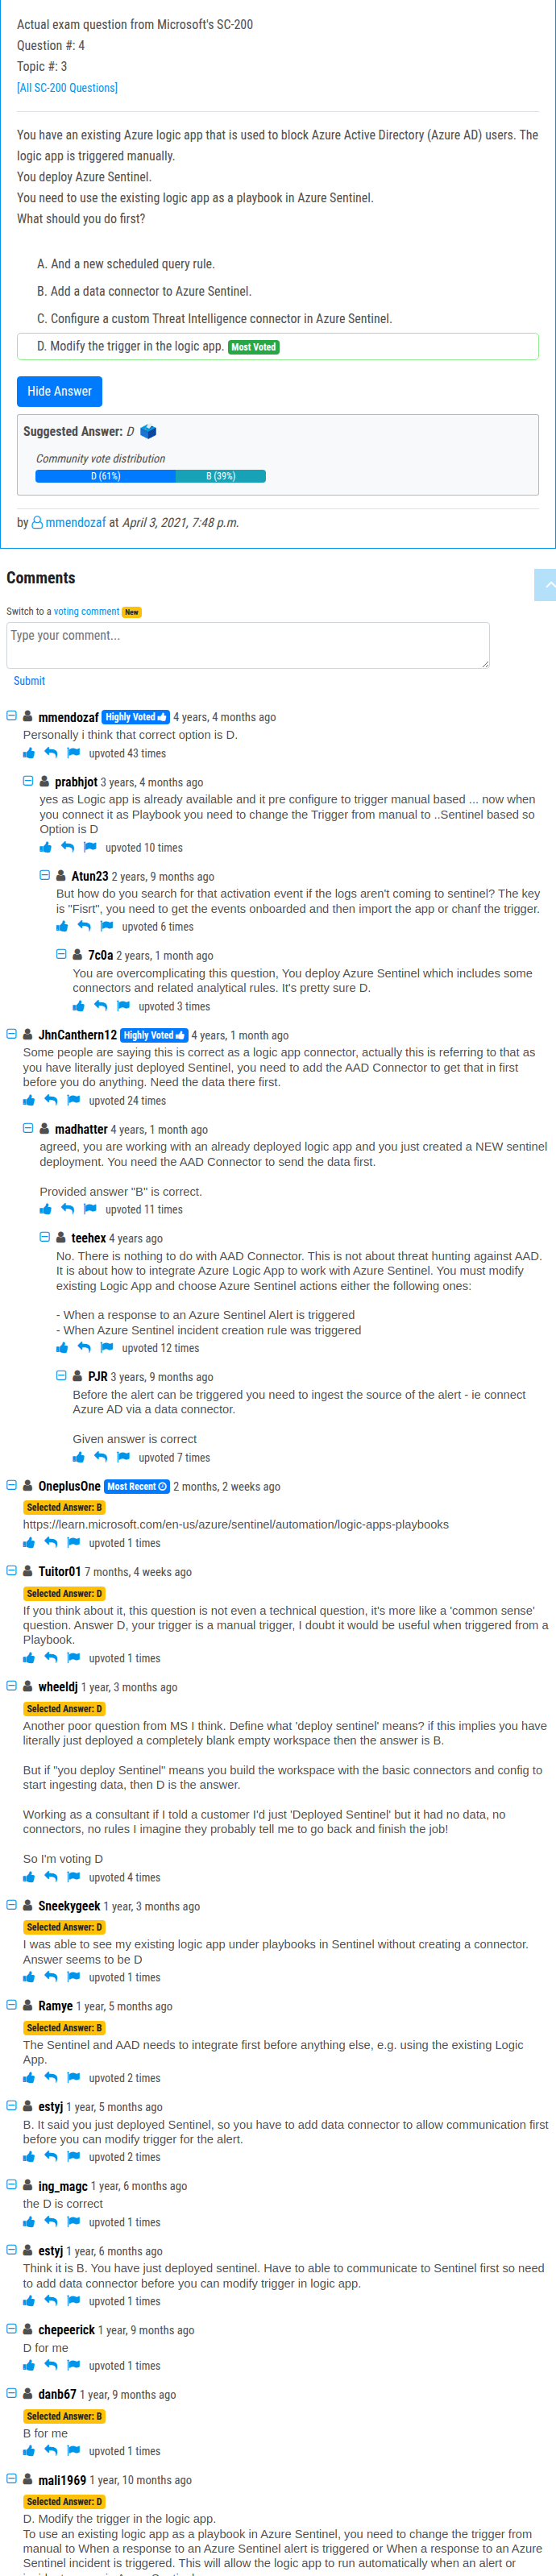 Actual exam question from Microsoft's SC-200
Question #: 4
Topic #: 3
[All SC-200 Questions]
You have an existing Azure logic app that is used to block Azure Active Directory (Azure AD) users. The
logic app is triggered manually.
You deploy Azure Sentinel.
You need to use the existing logic app as a playbook in Azure Sentinel.
What should you do first?
A. And a new scheduled query rule.
B. Add a data connector to Azure Sentinel.
C. Configure a custom Threat Intelligence connector in Azure Sentinel.
D. Modify the trigger in the logic app. Most Voted
Hide Answer
Suggested Answer: D
Community vote distribution
D (61%) B (39%)
by mmendozaf at April 3, 2021, 7:48 p.m.
Comments
Switch to a voting comment New
Type your comment...
Submit
mmendozaf Highly Voted 4 years, 4 months ago
Personally i think that correct option is D.
upvoted 43 times
prabhjot 3 years, 4 months ago
yes as Logic app is already available and it pre configure to trigger manual based ... now when
you connect it as Playbook you need to change the Trigger from manual to ..Sentinel based so
Option is D
upvoted 10 times
Atun23 2 years, 9 months ago
But how do you search for that activation event if the logs aren't coming to sentinel? The key
is "Fisrt", you need to get the events onboarded and then import the app or chanf the trigger.
upvoted 6 times
7c0a 2 years, 1 month ago
You are overcomplicating this question, You deploy Azure Sentinel which includes some
connectors and related analytical rules. It's pretty sure D.
upvoted 3 times
JhnCanthern12 Highly Voted 4 years, 1 month ago
Some people are saying this is correct as a logic app connector, actually this is referring to that as
you have literally just deployed Sentinel, you need to add the AAD Connector to get that in first
before you do anything. Need the data there first.
upvoted 24 times
madhatter 4 years, 1 month ago
agreed, you are working with an already deployed logic app and you just created a NEW sentinel
deployment. You need the AAD Connector to send the data first.
Provided answer "B" is correct.
upvoted 11 times
teehex 4 years ago
No. There is nothing to do with AAD Connector. This is not about threat hunting against AAD.
It is about how to integrate Azure Logic App to work with Azure Sentinel. You must modify
existing Logic App and choose Azure Sentinel actions either the following ones:
- When a response to an Azure Sentinel Alert is triggered
- When Azure Sentinel incident creation rule was triggered
upvoted 12 times
PJR 3 years, 9 months ago
Before the alert can be triggered you need to ingest the source of the alert - ie connect
Azure AD via a data connector.
Given answer is correct
upvoted 7 times
OneplusOne Most Recent 2 months, 2 weeks ago
Selected Answer: B
https://learn.microsoft.com/en-us/azure/sentinel/automation/logic-apps-playbooks
upvoted 1 times
Tuitor01 7 months, 4 weeks ago
Selected Answer: D
If you think about it, this question is not even a technical question, it's more like a 'common sense'
question. Answer D, your trigger is a manual trigger, I doubt it would be useful when triggered from a
Playbook.
upvoted 1 times
wheeldj 1 year, 3 months ago
Selected Answer: D
Another poor question from MS I think. Define what 'deploy sentinel' means? if this implies you have
literally just deployed a completely blank empty workspace then the answer is B.
But if "you deploy Sentinel" means you build the workspace with the basic connectors and config to
start ingesting data, then D is the answer.
Working as a consultant if I told a customer I'd just 'Deployed Sentinel' but it had no data, no
connectors, no rules I imagine they probably tell me to go back and finish the job!
So I'm voting D
upvoted 4 times
Sneekygeek 1 year, 3 months ago
Selected Answer: D
I was able to see my existing logic app under playbooks in Sentinel without creating a connector.
Answer seems to be D
upvoted 1 times
Ramye 1 year, 5 months ago
Selected Answer: B
The Sentinel and AAD needs to integrate first before anything else, e.g. using the existing Logic
App.
upvoted 2 times
estyj 1 year, 5 months ago
B. It said you just deployed Sentinel, so you have to add data connector to allow communication first
before you can modify trigger for the alert.
upvoted 2 times
ing_magc 1 year, 6 months ago
the D is correct
upvoted 1 times
estyj 1 year, 6 months ago
Think it is B. You have just deployed sentinel. Have to able to communicate to Sentinel first so need
to add data connector before you can modify trigger in logic app.
upvoted 1 times
chepeerick 1 year, 9 months ago
D for me
upvoted 1 times
danb67 1 year, 9 months ago
Selected Answer: B
B for me
upvoted 1 times
mali1969 1 year, 10 months ago
Selected Answer: D
D. Modify the trigger in the logic app.
To use an existing logic app as a playbook in Azure Sentinel, you need to change the trigger from
manual to When a response to an Azure Sentinel alert is triggered or When a response to an Azure
Sentinel incident is triggered. This will allow the logic app to run automatically when an alert or